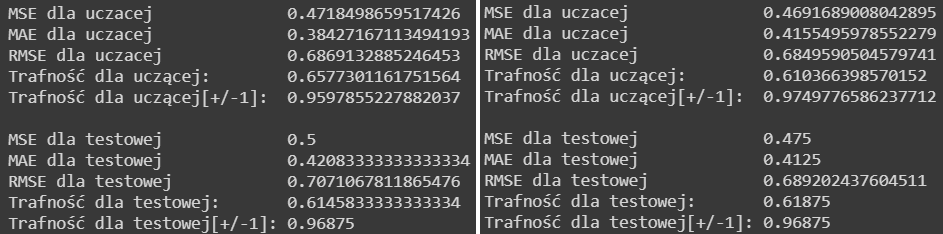 MSE dla uczacej 0.4718498659517426
MAE dla uczacej 0.38427167113494193
RMSE dla uczacej 0.6869132885246453
Trafność dla uczącej: 0.6577301161751564
Trafność dla uczącej[+/-1]: 0.9597855227882037
MSE dla testowej 0.5
MAE dla testowej 0.42083333333333334
RMSE dla testowej 0.7071067811865476
Trafność dla testowej: 0.6145833333333334
Trafność dla testowej[+/-1]: 0.96875
MSE dla uczacej 0.4691689008042895
MAE dla uczacej 0.4155495978552279
RMSE dla uczacej 0.6849590504579741
Trafność dla uczącej: 0.610366398570152
Trafność dla uczącej[+/-1]: 0.9749776586237712
MSE dla testowej 0.475
MAE dla testowej 0.4125
RMSE dla testowej 0.689202437604511
Trafność dla testowej: 0.61875
Trafność dla testowej[+/-1]: 0.96875